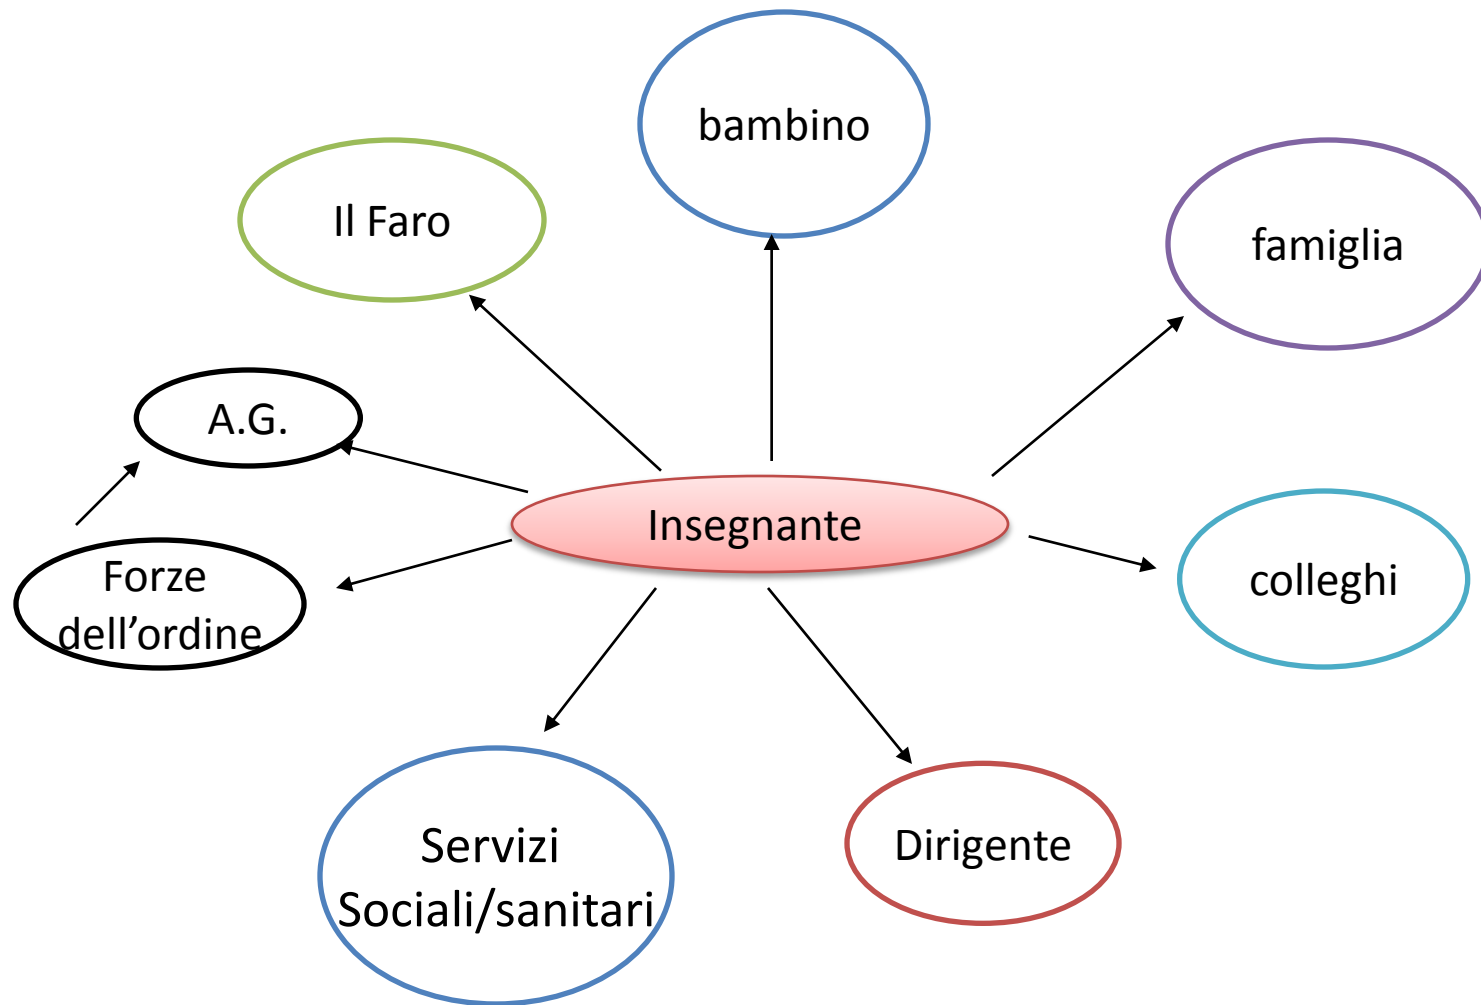 bambino
Il Faro
famiglia
A.G.
Insegnante
Forze
dell’ordine
colleghi
Servizi
Sociali/sanitari
Dirigente